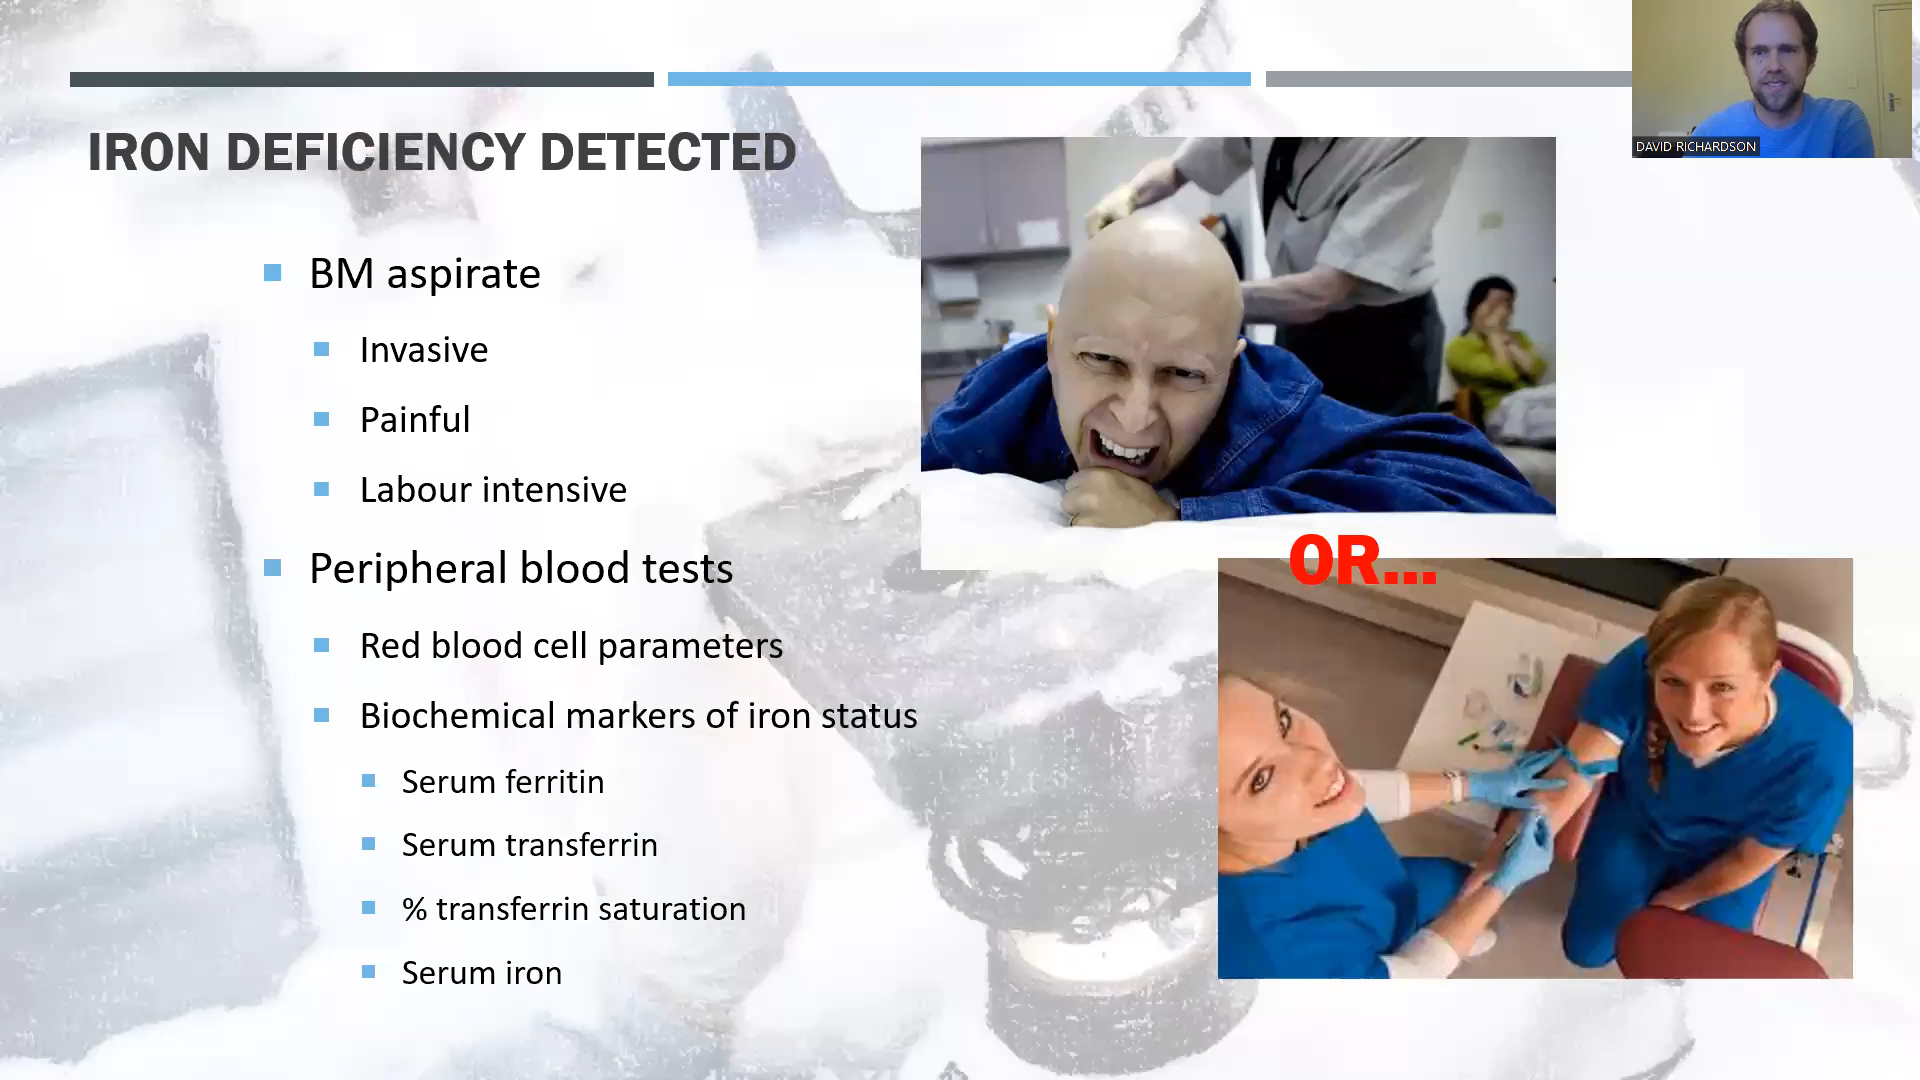 DAVID RICHARDSON
IRON DEFICIENCY DETECTED
BM aspirate
Invasive
Painful
Labour intensive
Peripheral blood tests
Red blood cell parameters
Biochemical markers of iron status
Serum ferritin
Serum transferrin
% transferrin saturation
Serum iron
OR...